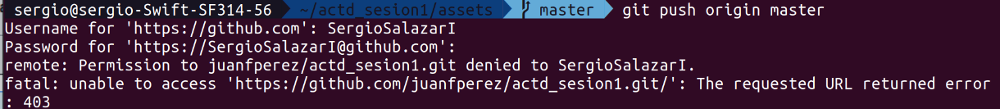 sergio@sergio-Swift-SF314-56 ~/actd_sesion1/assets master git push origin master
Username for 'https://github.com': SergioSalazarI
Password for 'https://SergioSalazarI@github.com':
remote: Permission to juanfperez/actd_sesion1.git denied to SergioSalazarI.
fatal: unable to access 'https://github.com/juanfperez/actd_sesion1.git/': The requested URL returned error
: 403